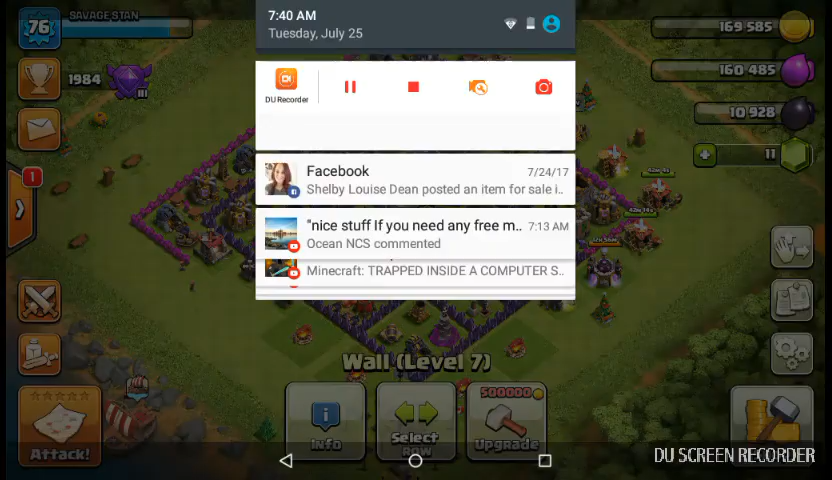 76
SAVAGE STAN
1984
III
1
7:40 AM
Tuesday, July 25
DU Recorder
Facebook
7/24/17
Shelby Louise Dean posted an item for sale i..
"nice stuff If you need any free m..
7:13 AM
Ocean NCS commented
Minecraft: TRAPPED INSIDE A COMPUTER S..
169 585
160 485
10 928
11
Wall (Level 7)
Info
Select
row
500000
Upgrade
Attack!
DU SCREEN RECORDER